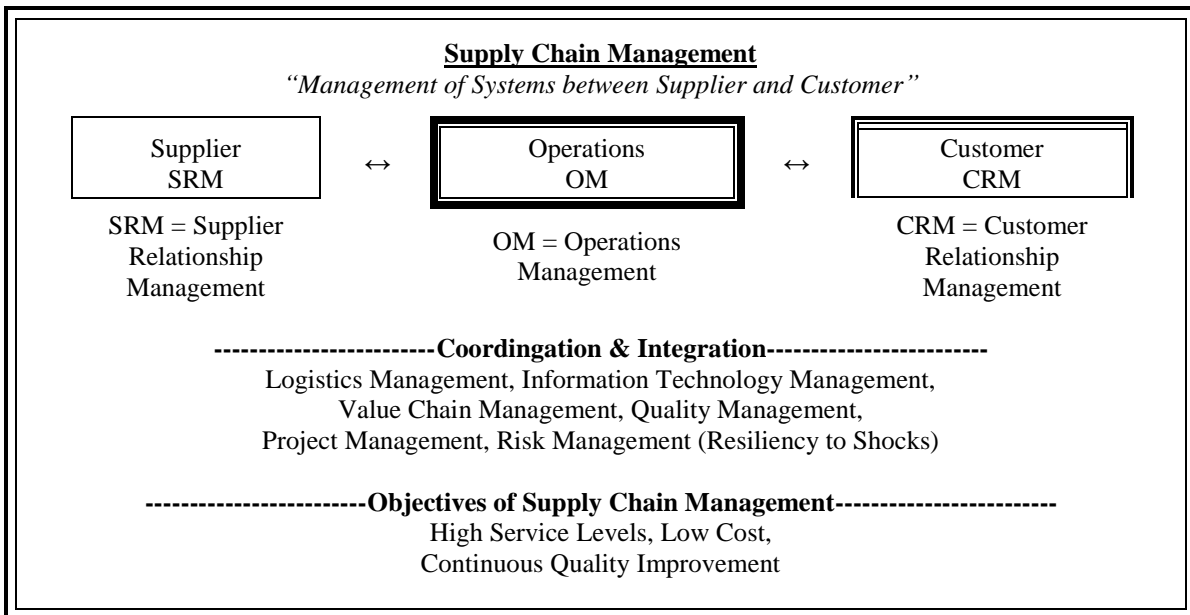 Supply Chain Management
“Management of Systems between Supplier and Customer”
Supplier
SRM
↔
Operations
OM
↔
Customer
CRM
SRM = Supplier
Relationship
Management
OM = Operations
Management
CRM = Customer
Relationship
Management
-------------------------Coordingation & Integration-------------------------
Logistics Management, Information Technology Management,
Value Chain Management, Quality Management,
Project Management, Risk Management (Resiliency to Shocks)
-------------------------Objectives of Supply Chain Management-------------------------
High Service Levels, Low Cost,
Continuous Quality Improvement